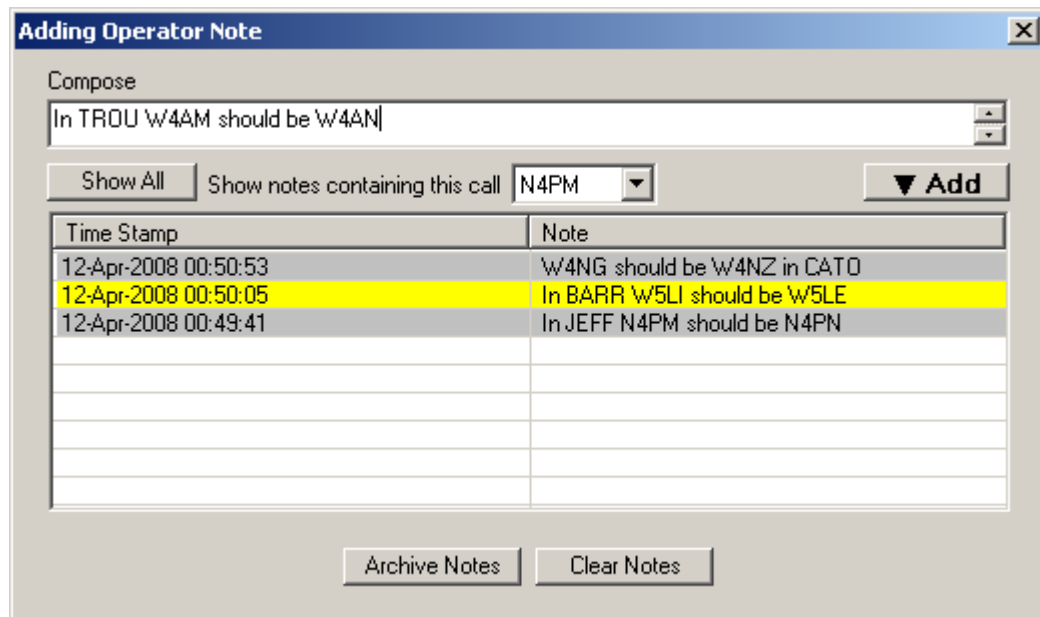 Adding Operator Note
Compose
In TROU W4AM should be W4AN
Show All Show notes containing this call N4PM ▼ Add
Time Stamp Note
12-Apr-2008 00:50:53 W4NG should be W4NZ in CATO
12-Apr-2008 00:50:05 In BARR W5LI should be W5LE
12-Apr-2008 00:49:41 In JEFF N4PM should be N4PN
Archive Notes Clear Notes